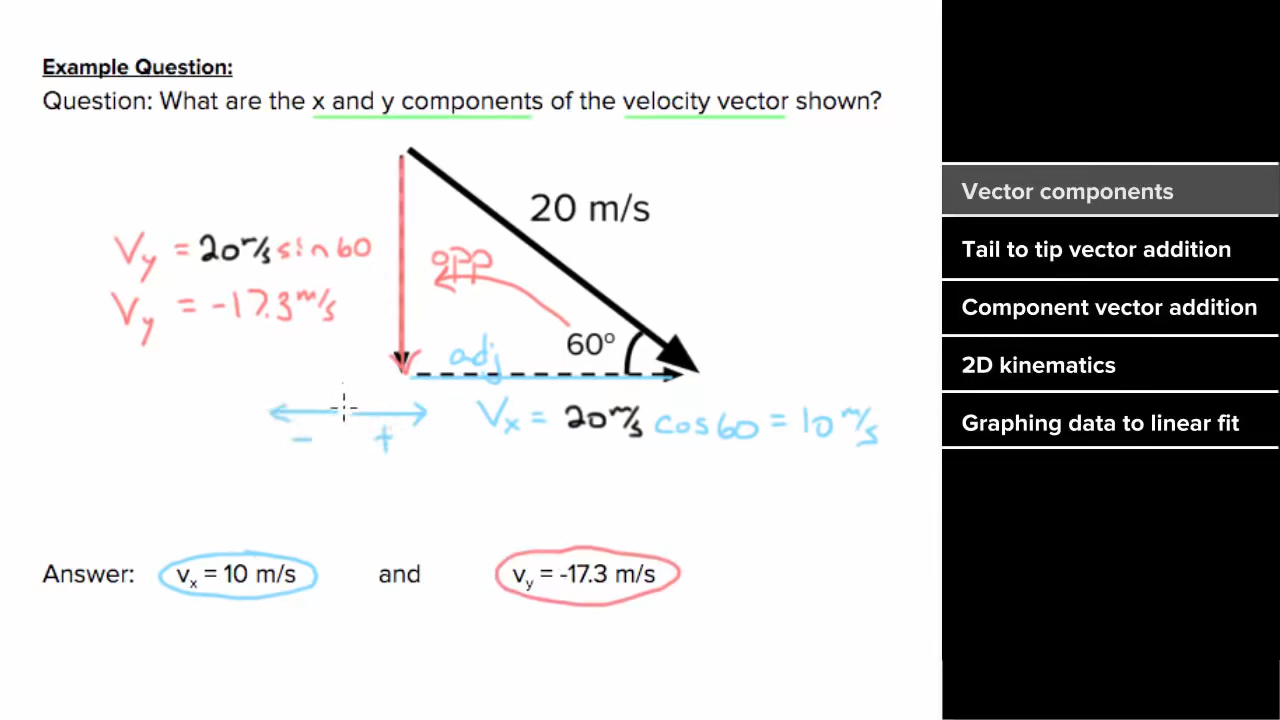 Example Question:
Question: What are the x and y components of the velocity vector shown?
20 m/s
Vy = 20 m/s sin 60
Vy = -17.3 m/s
opp
60°
adj
Vx = 20 m/s cos 60 = 10 m/s
- +
Answer: vx = 10 m/s and vy = -17.3 m/s
Vector components
Tail to tip vector addition
Component vector addition
2D kinematics
Graphing data to linear fit